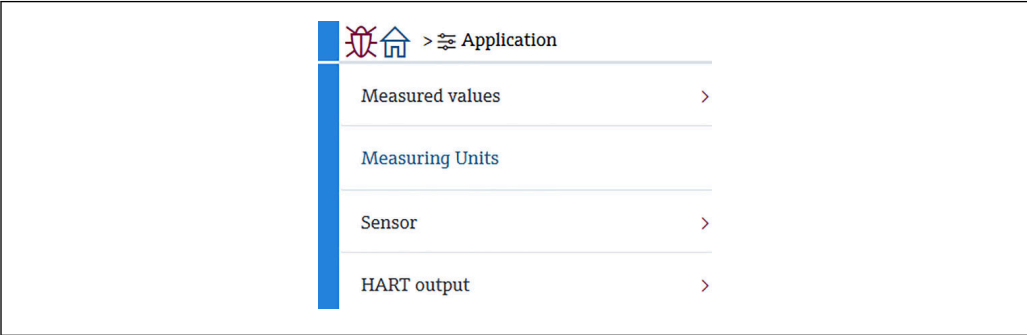 > Application
Measured values
Measuring Units
Sensor
HART output